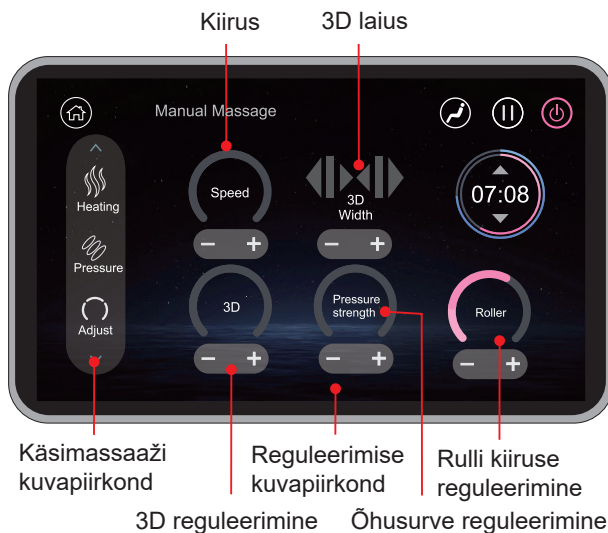 Kiirus
3D laius
Manual Massage
Heating
Pressure
Adjust
Speed
3D
Width
07:08
− +
− +
3D
Pressure
strength
Roller
− +
− +
− +
Käsimassaaži
kuvapiirkond
Reguleerimise
kuvapiirkond
Rulli kiiruse
reguleerimine
3D reguleerimine
Õhusurve reguleerimine